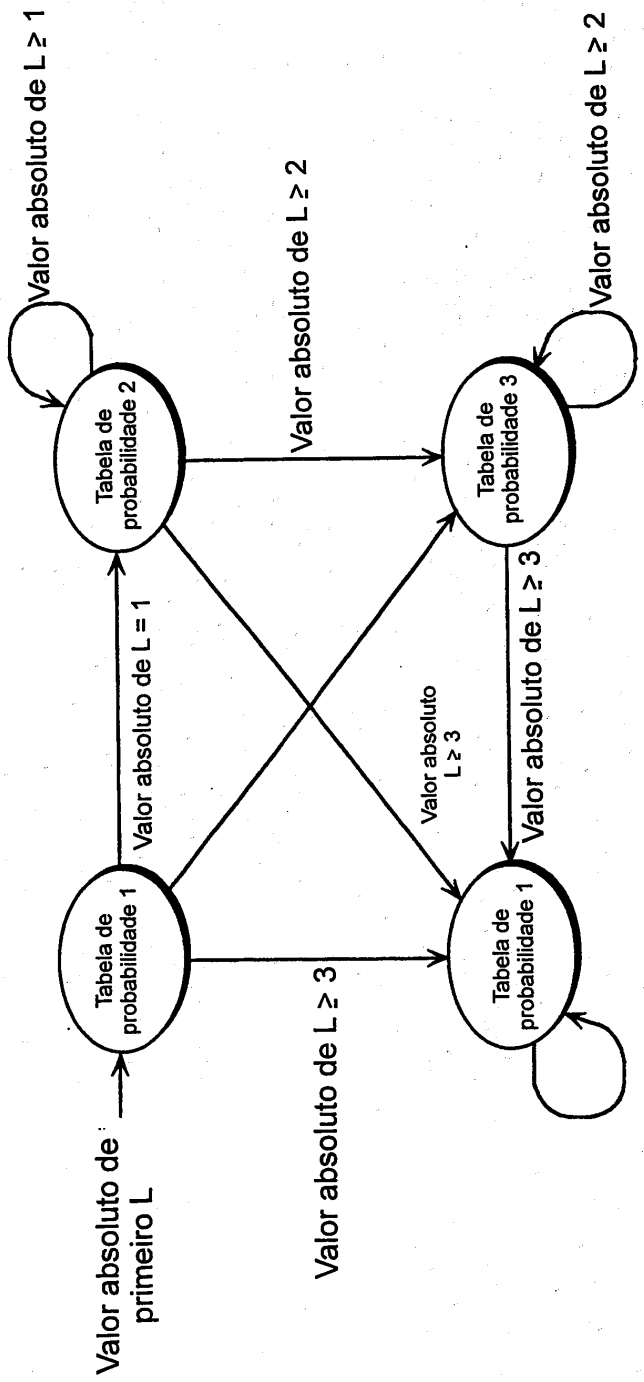 Valor absoluto de
primeiro L
Tabela de
probabilidade 1
Valor absoluto de L = 1
Tabela de
probabilidade 2
Valor absoluto de L ≥ 1
Valor absoluto de L ≥ 3
Valor absoluto
L ≥ 3
Valor absoluto de L ≥ 2
Tabela de
probabilidade 1
Valor absoluto de L ≥ 3
Tabela de
probabilidade 3
Valor absoluto de L ≥ 2